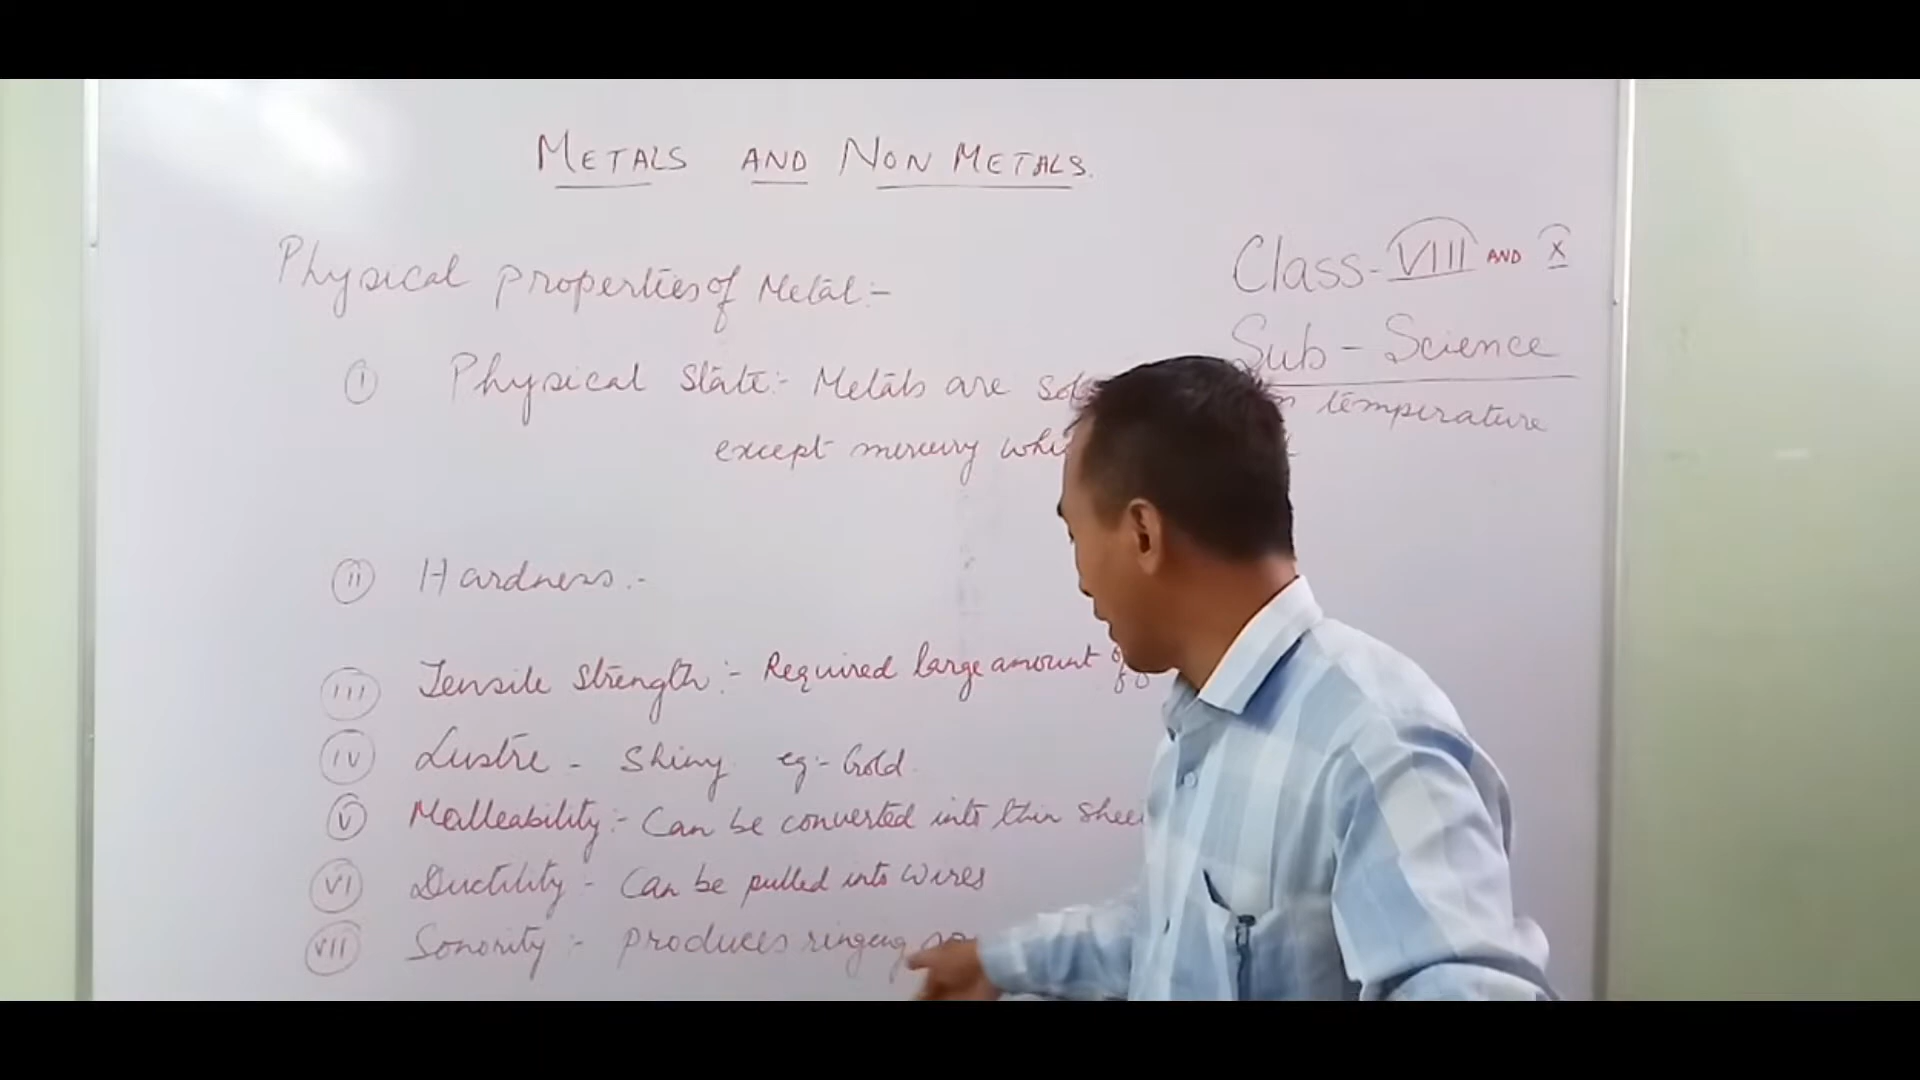 METALS AND NON METALS.
Physical properties of Metal:-
Class- VIII AND X
Sub - Science
(i) Physical state:- Metals are temperature
except mercury
(ii) Hardness:-
(iii) Tensile Strength:- Required large amount of
(iv) Lustre - Shiny eg:- Gold.
(v) Malleability:- Can be converted into thin
(vi) Ductility - Can be pulled into wires
(vii) Sonority:- produces ringing